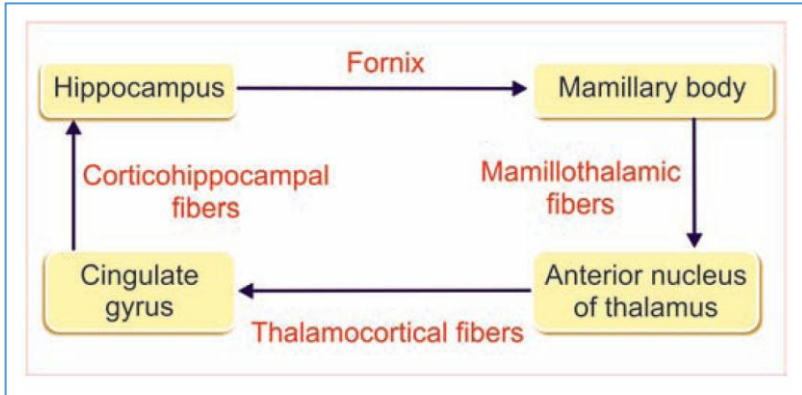 Fornix
Hippocampus
Mamillary body
Corticohippocampal
fibers
Mamillothalamic
fibers
Cingulate
gyrus
Anterior nucleus
of thalamus
Thalamocortical fibers